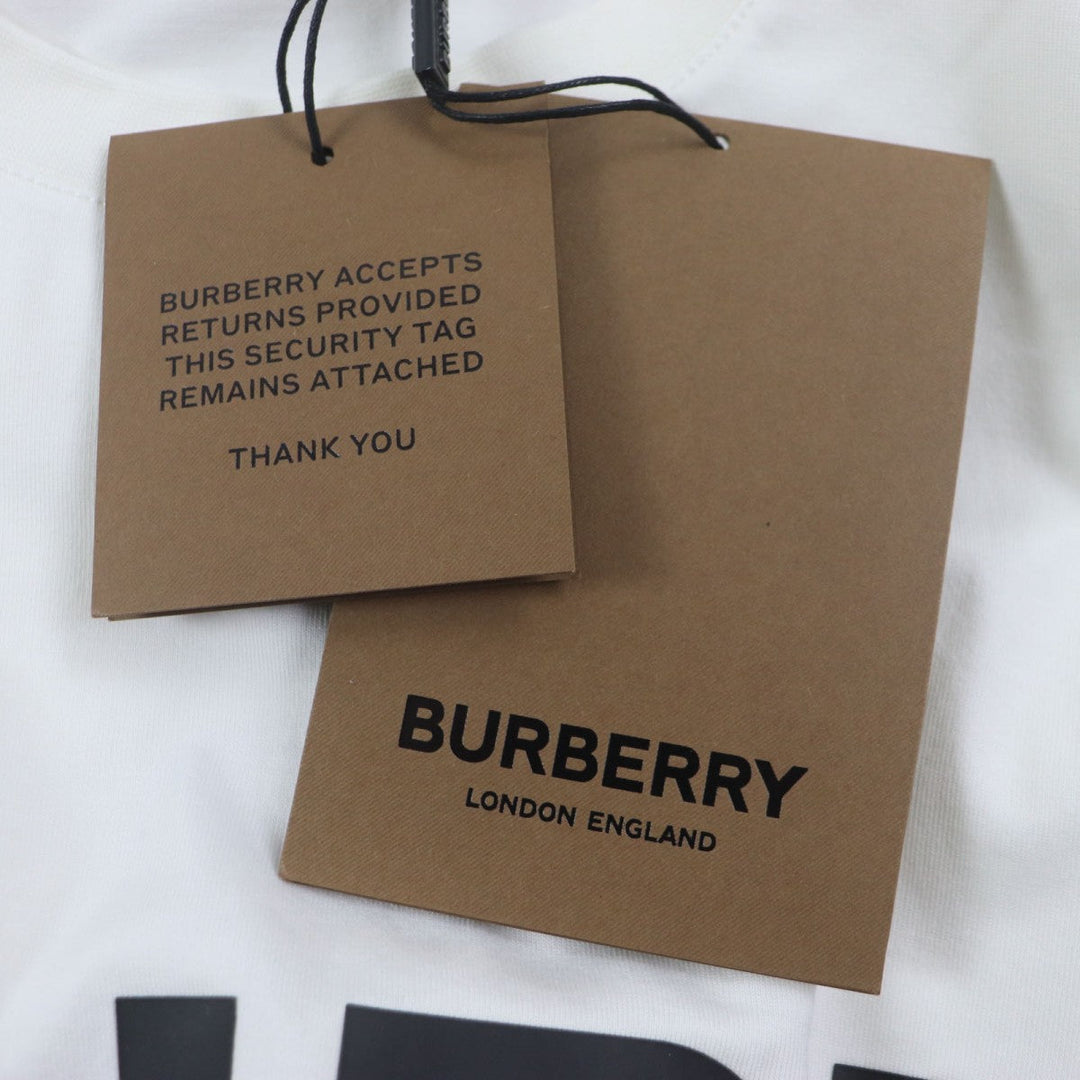 BURBERRY ACCEPTS
RETURNS PROVIDED
THIS SECURITY TAG
REMAINS ATTACHED
THANK YOU
BURBERRY
LONDON ENGLAND